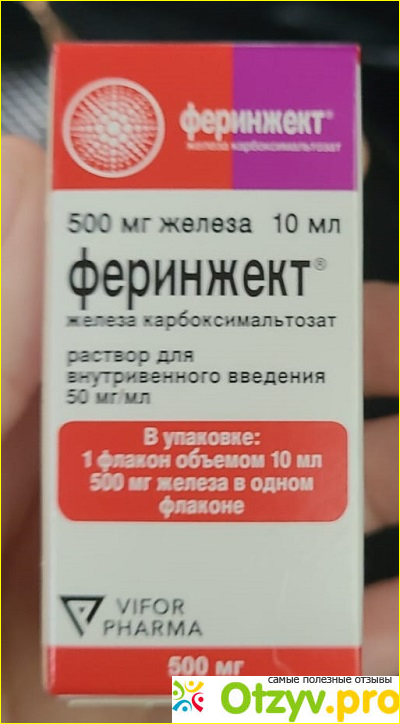 феринжект®
железа карбоксимальтозат
500 мг железа 10 мл
феринжект®
железа карбоксимальтозат
раствор для
внутривенного введения
50 мг/мл
В упаковке:
1 флакон объемом 10 мл
500 мг железа в одном
флаконе
VIFOR
PHARMA
500 мг
самые полезные отзывы
Otzyv.pro